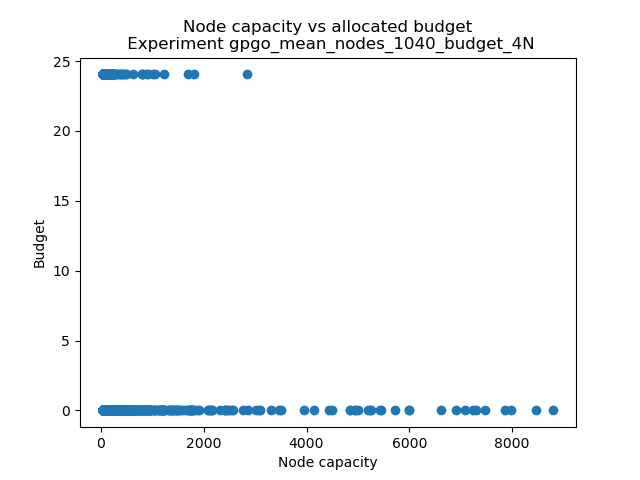 Node capacity vs allocated budget
Experiment gpgo_mean_nodes_1040_budget_4N
25
20
15
10
5
0
Budget
0 2000 4000 6000 8000
Node capacity